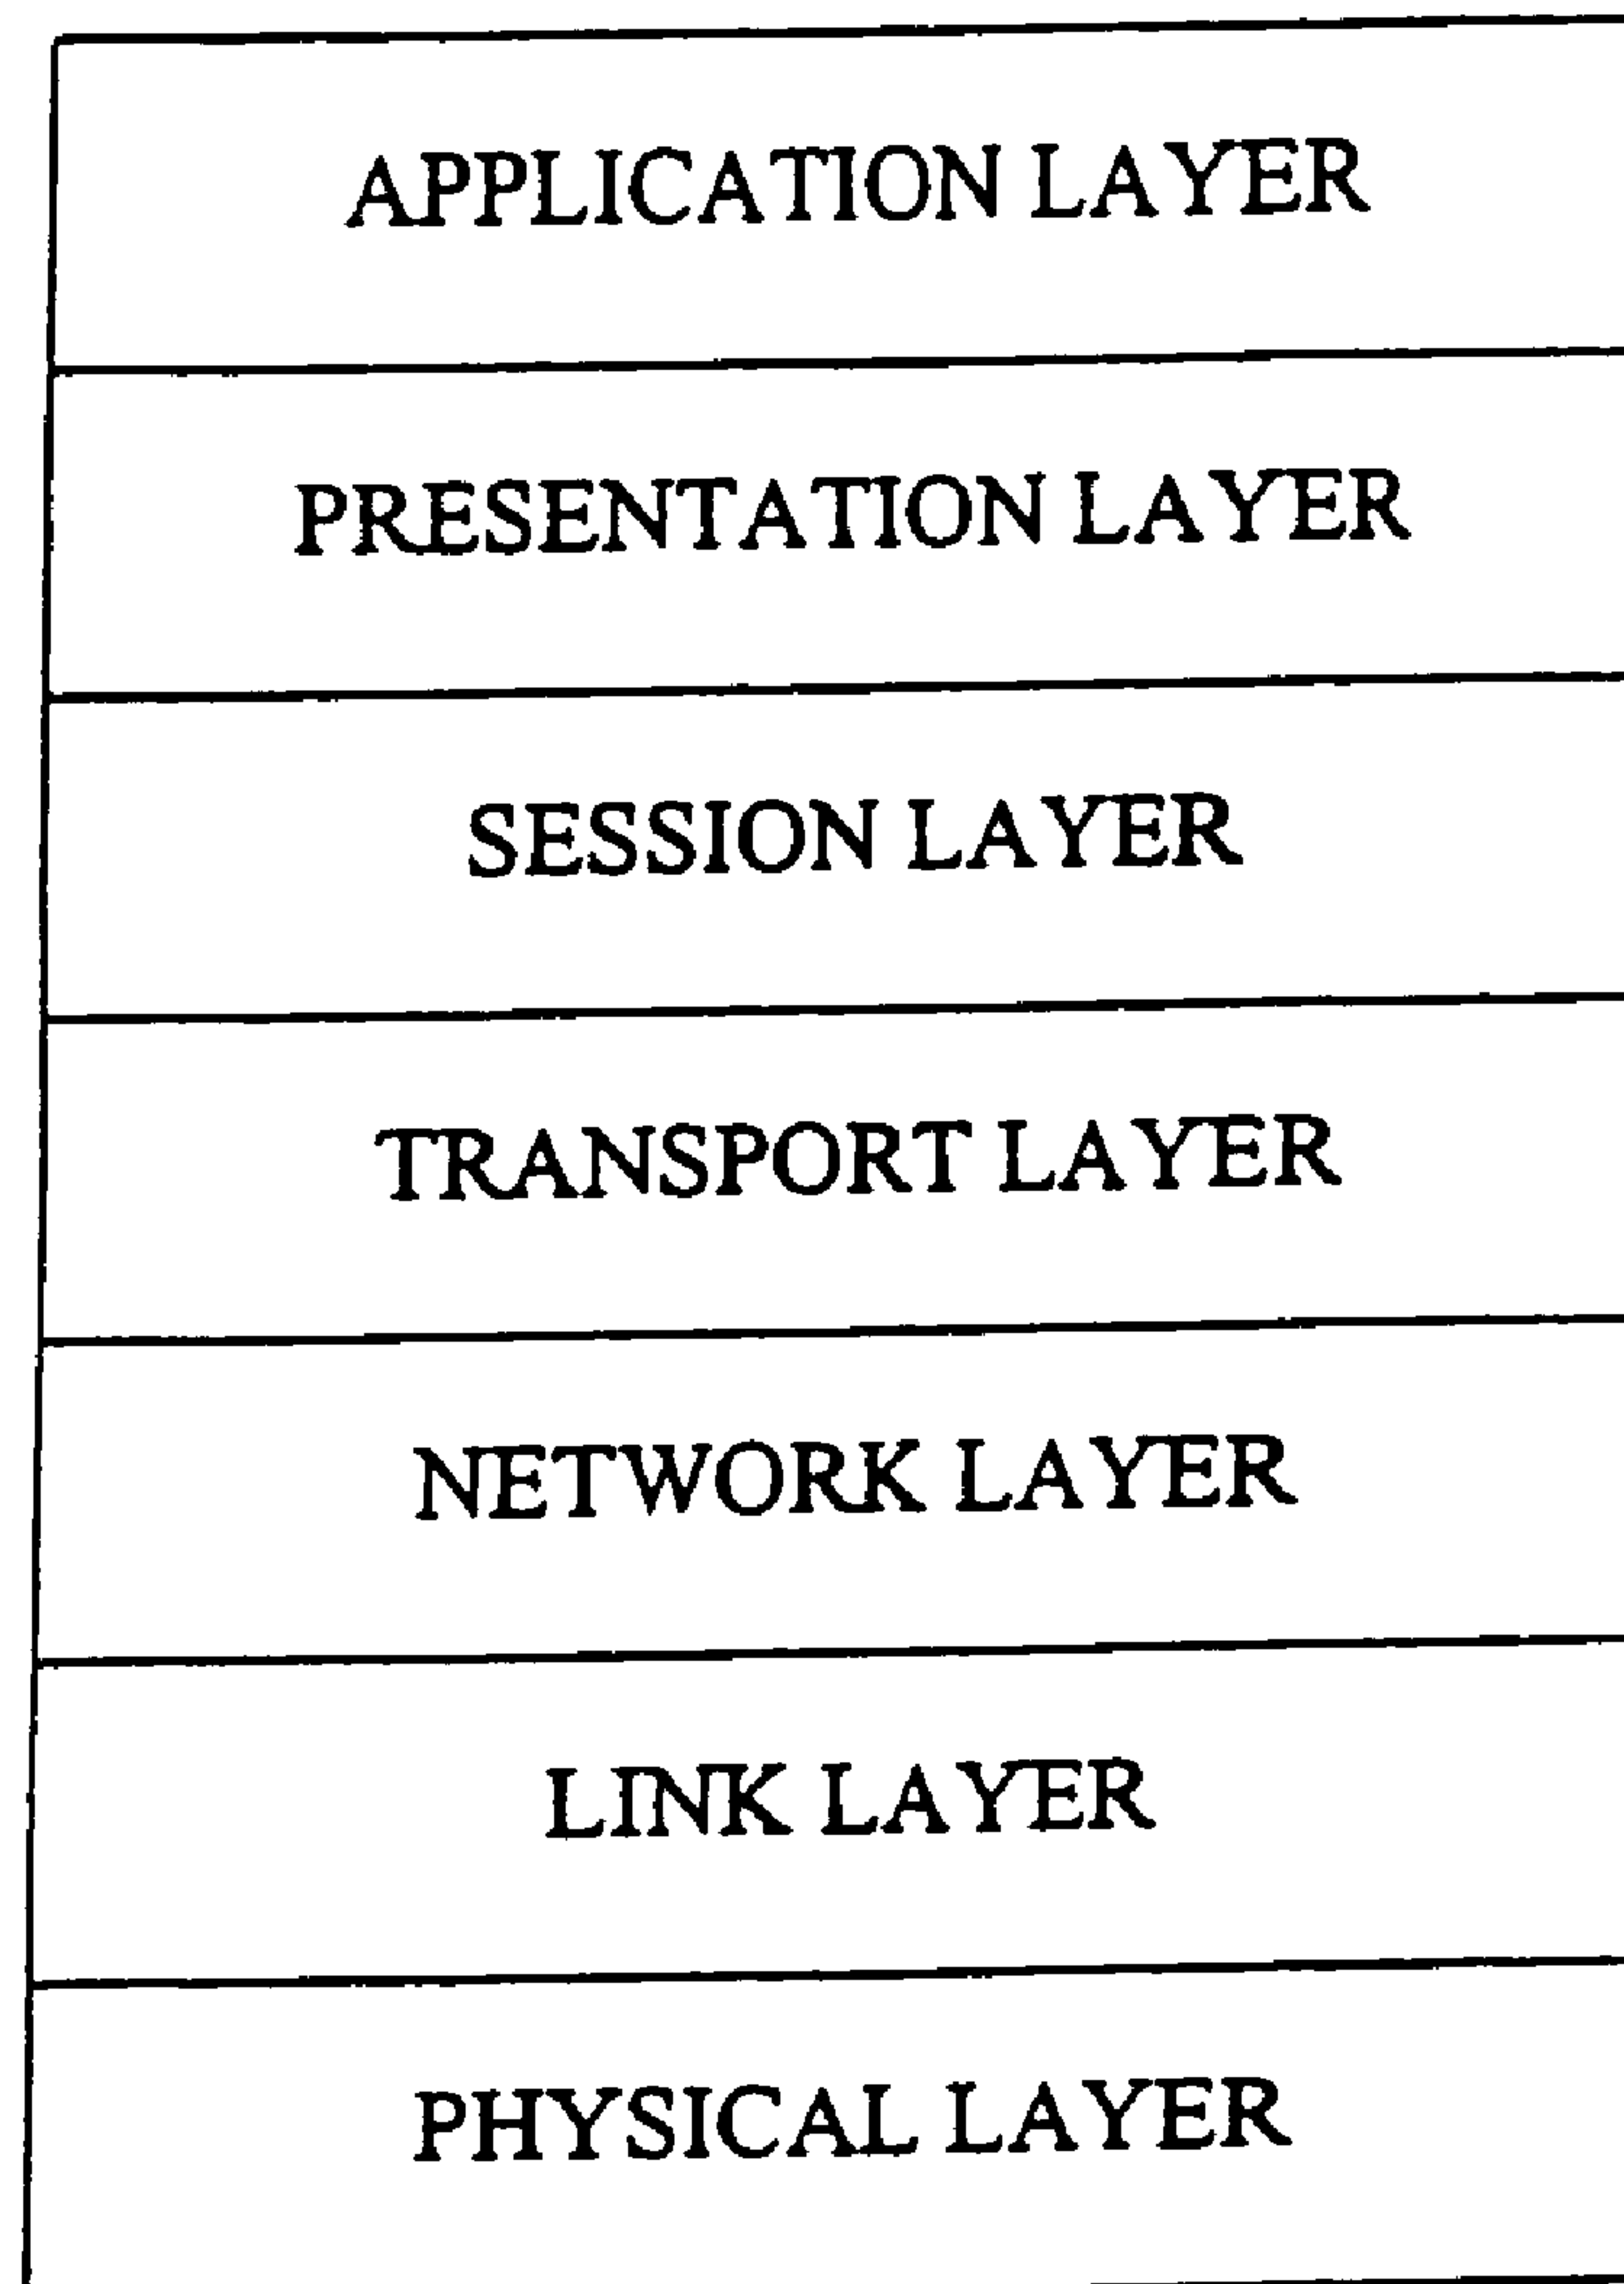 APPLICATION LAYER
PRESENTATION LAYER
SESSION LAYER
TRANSPORT LAYER
NETWORK LAYER
LINK LAYER
PHYSICAL LAYER